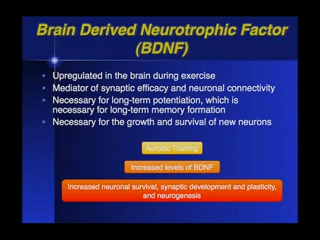 Brain Derived Neurotrophic Factor
(BDNF)
Upregulated in the brain during exercise
Mediator of synaptic efficacy and neuronal connectivity
Necessary for long-term potentiation, which is
necessary for long-term memory formation
Necessary for the growth and survival of new neurons
Aerobic Training
Increased levels of BDNF
Increased neuronal survival, synaptic development and plasticity,
and neurogenesis